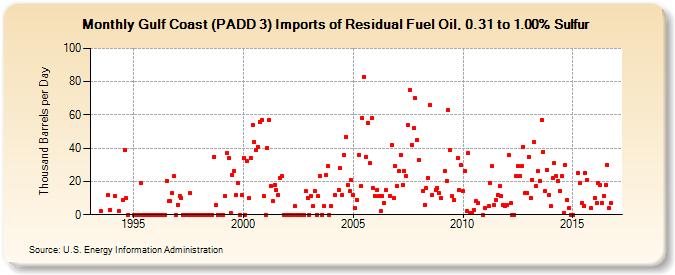 Monthly Gulf Coast (PADD 3) Imports of Residual Fuel Oil, 0.31 to 1.00% Sulfur
Thousand Barrels per Day
100
80
60
40
20
0
1995 2000 2005 2010 2015
Source: U.S. Energy Information Administration